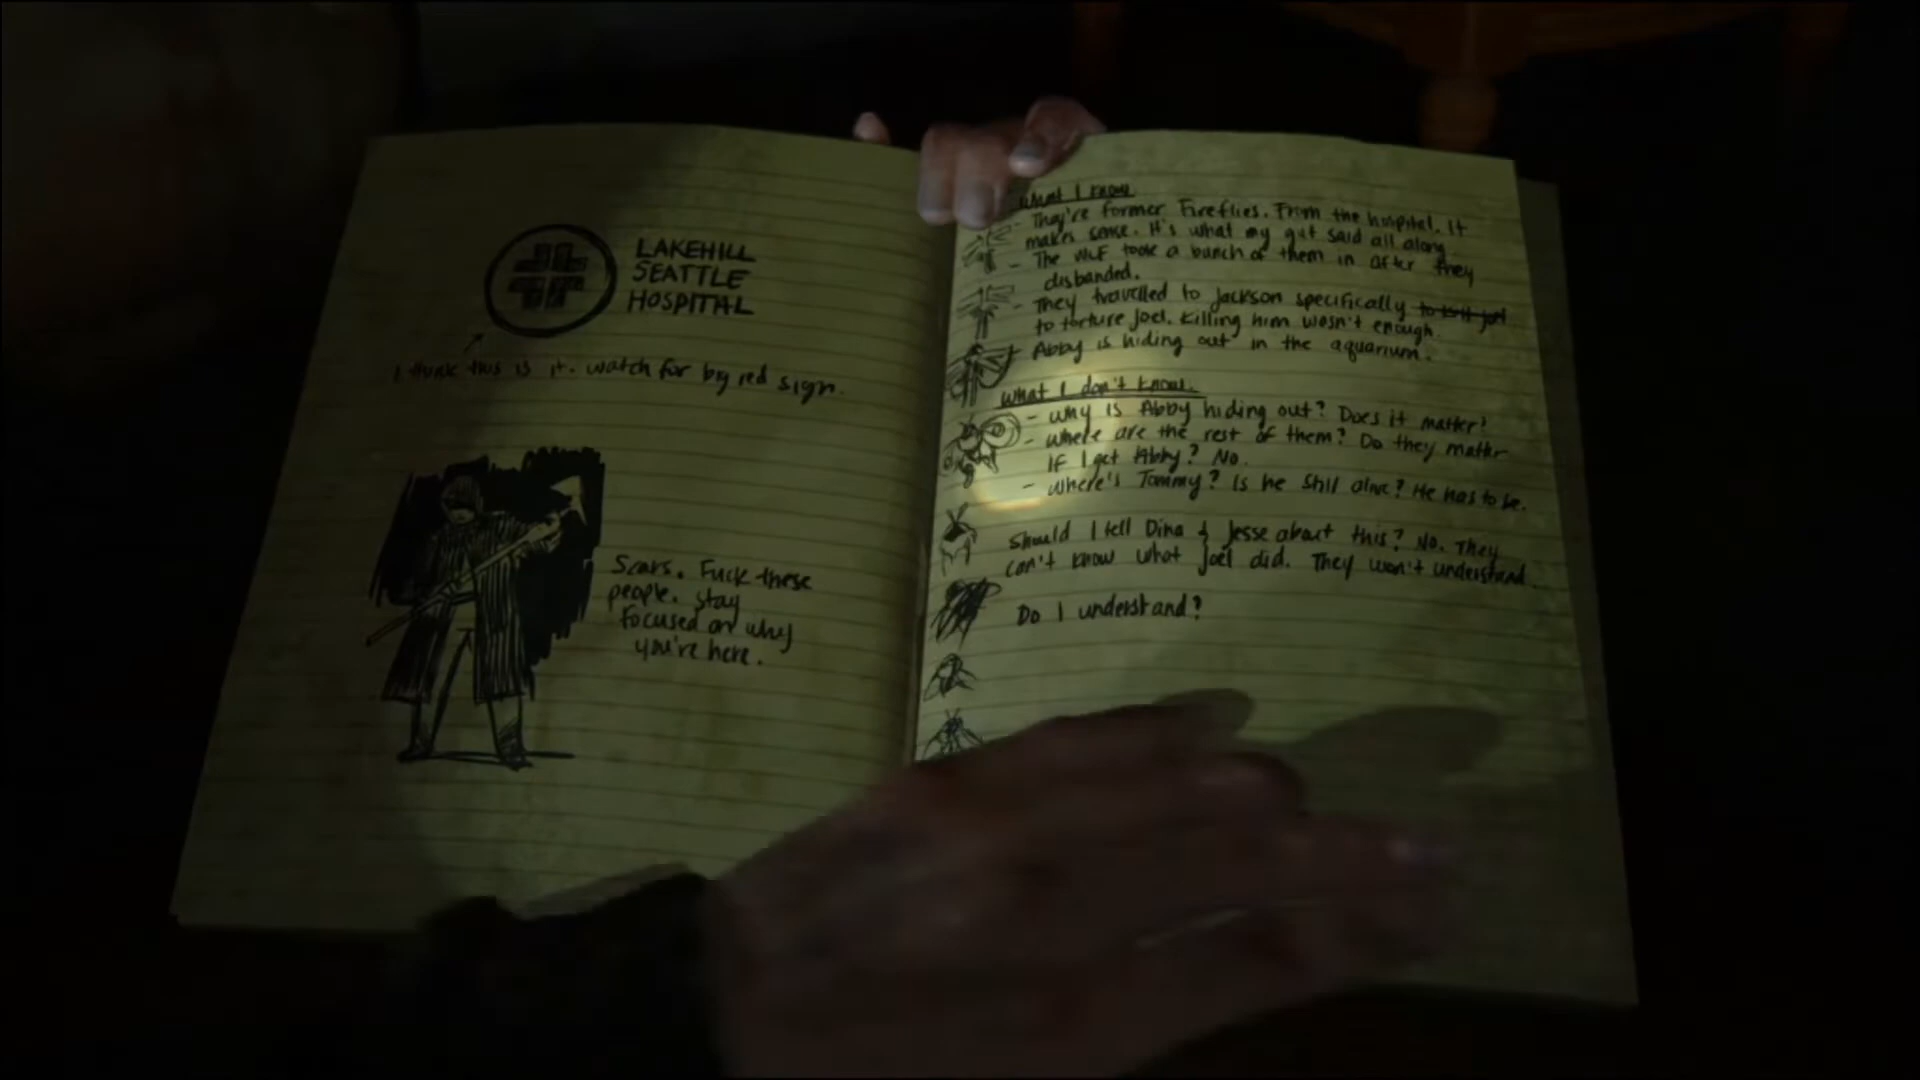 LAKEHILL
SEATTLE
HOSPITAL
I think this is it. Watch for big red sign.
Scars. Fuck these
people. Stay
focused on why
you're here.
What I know
- They're former Fireflies. From the hospital. It
makes sense. It's what my gut said all along
- The WLF took a bunch of them in after they
disbanded.
- They travelled to Jackson specifically to kill Joel
to torture Joel. Killing him wasn't enough.
Abby is hiding out in the aquarium.
What I don't know.
- Why is Abby hiding out? Does it matter?
- Where are the rest of them? Do they matter
if I get Abby? No.
- Where's Tommy? Is he still alive? He has to be.
Should I tell Dina & Jesse about this? No. They
can't know what Joel did. They won't understand.
Do I understand?